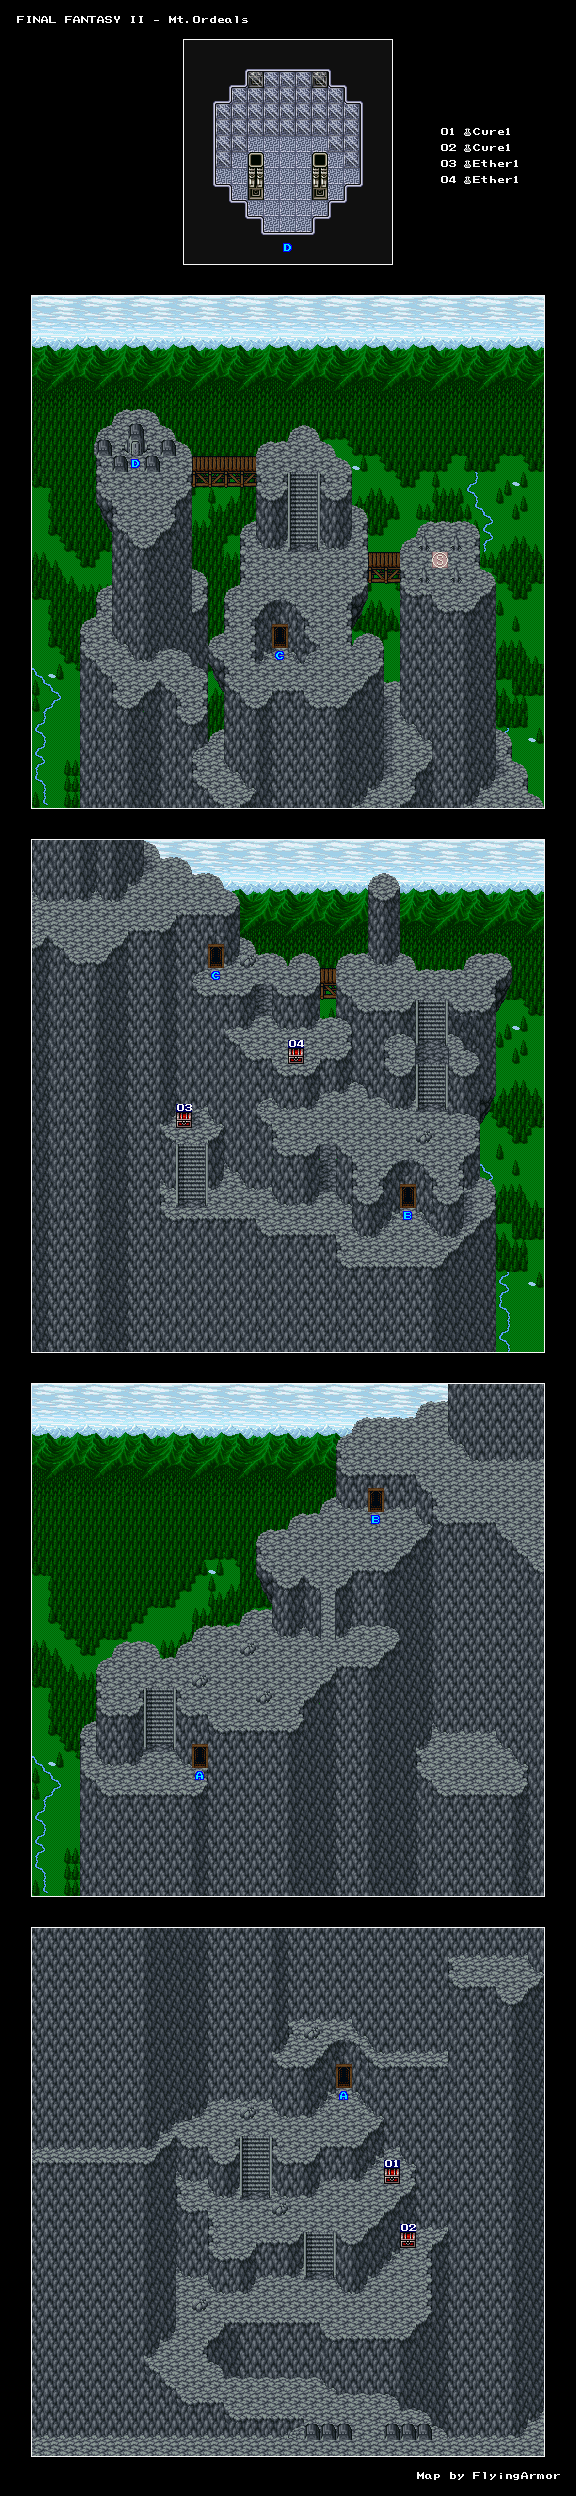 FINAL FANTASY II - Mt.Ordeals
01 Cure1
02 Cure1
03 Ether1
04 Ether1
D
D
S
C
C
04
03
B
B
A
A
01
02
Map by FlyingArmor